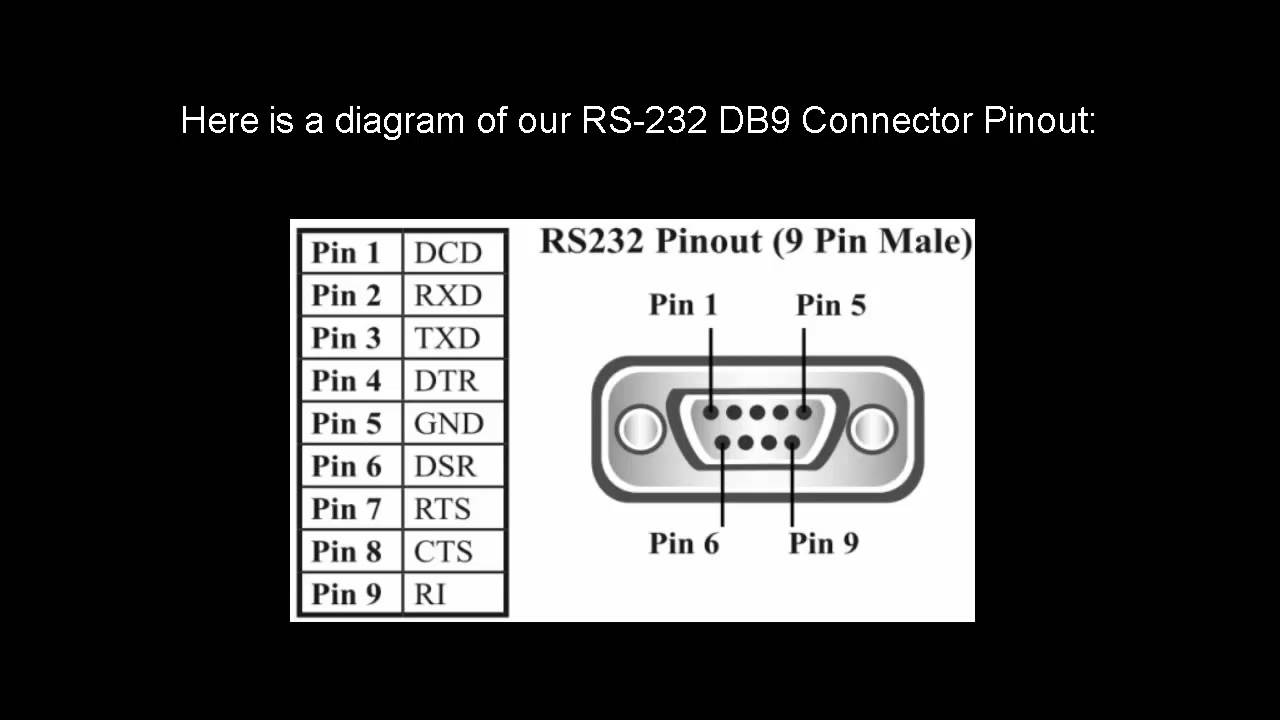 Here is a diagram of our RS-232 DB9 Connector Pinout:
Pin 1 DCD
Pin 2 RXD
Pin 3 TXD
Pin 4 DTR
Pin 5 GND
Pin 6 DSR
Pin 7 RTS
Pin 8 CTS
Pin 9 RI
RS232 Pinout (9 Pin Male)
Pin 1 Pin 5
Pin 6 Pin 9